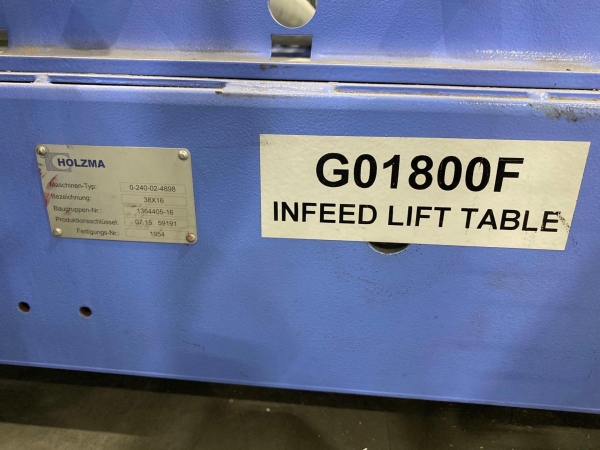 HOLZMA
Maschinen-Typ: 0-240-02-4898
Bezeichnung: 38X16
Baugruppen-Nr.: 1364405-16
Produktionsschlüssel: 07.15 59191
Fertigungs-Nr.: 1954
G01800F
INFEED LIFT TABLE